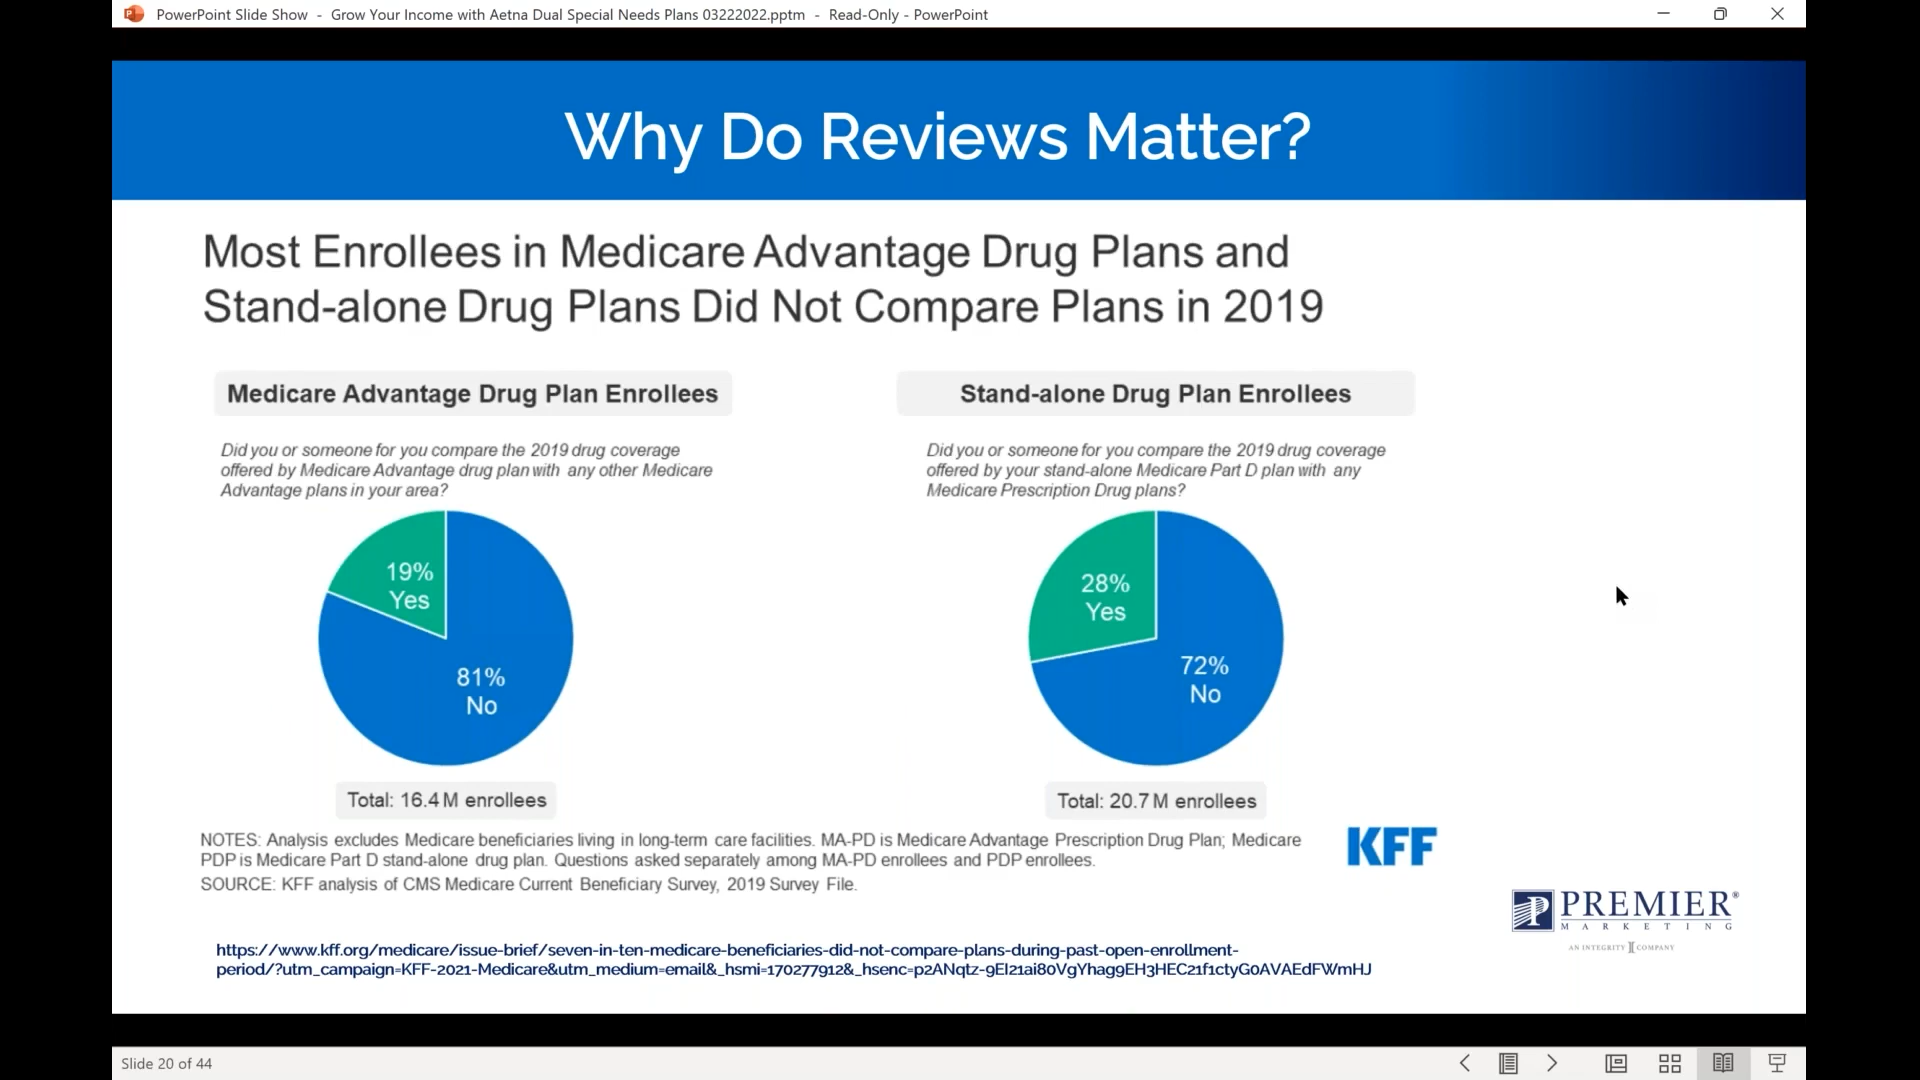 PowerPoint Slide Show - Grow Your Income with Aetna Dual Special Needs Plans 03222022.pptm - Read-Only - PowerPoint
Why Do Reviews Matter?
Most Enrollees in Medicare Advantage Drug Plans and
Stand-alone Drug Plans Did Not Compare Plans in 2019
Medicare Advantage Drug Plan Enrollees
Did you or someone for you compare the 2019 drug coverage
offered by Medicare Advantage drug plan with any other Medicare
Advantage plans in your area?
19%
Yes
81%
No
Total: 16.4 M enrollees
Stand-alone Drug Plan Enrollees
Did you or someone for you compare the 2019 drug coverage
offered by your stand-alone Medicare Part D plan with any
Medicare Prescription Drug plans?
28%
Yes
72%
No
Total: 20.7 M enrollees
NOTES: Analysis excludes Medicare beneficiaries living in long-term care facilities. MA-PD is Medicare Advantage Prescription Drug Plan; Medicare
PDP is Medicare Part D stand-alone drug plan. Questions asked separately among MA-PD enrollees and PDP enrollees.
SOURCE: KFF analysis of CMS Medicare Current Beneficiary Survey, 2019 Survey File.
KFF
PREMIER®
MARKETING
AN INTEGRITY COMPANY
https://www.kff.org/medicare/issue-brief/seven-in-ten-medicare-beneficiaries-did-not-compare-plans-during-past-open-enrollment-
period/?utm_campaign=KFF-2021-Medicare&utm_medium=email&_hsmi=170277912&_hsenc=p2ANqtz-9EI21ai80VgYhag9EH3HEC21f1ctyG0AVAEdFWmHJ
Slide 20 of 44